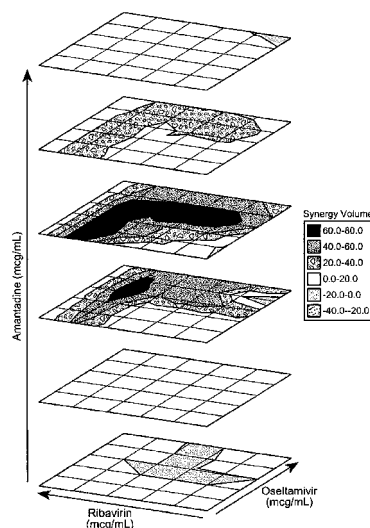 Amantadine (mcg/mL)
Synergy Volume
60.0-80.0
40.0-60.0
20.0-40.0
0.0-20.0
-20.0-0.0
-40.0--20.0
Oseltamivir
(mcg/mL)
Ribavirin
(mcg/mL)